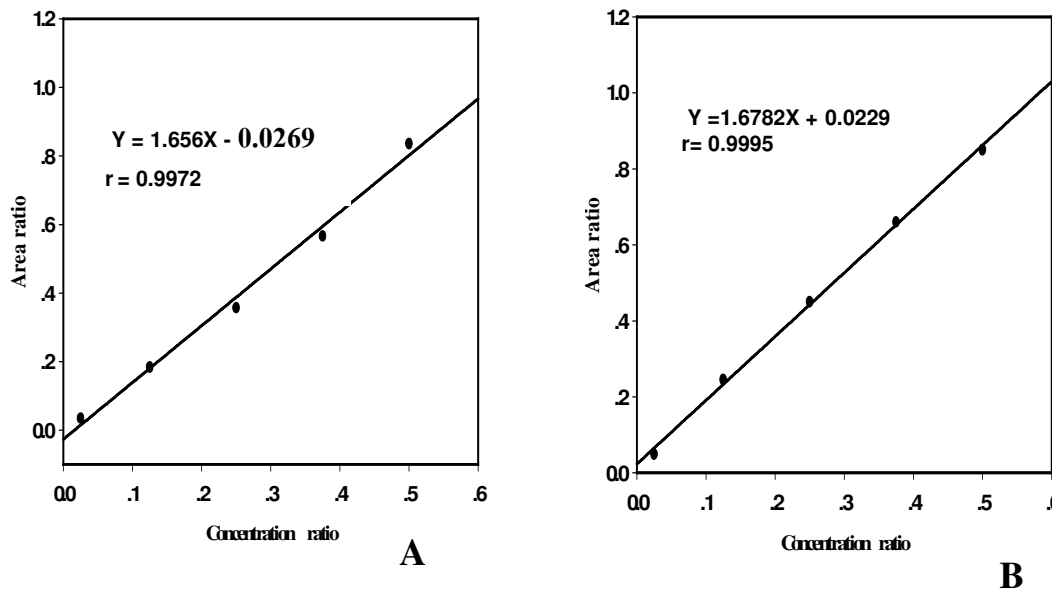 1.2
1.0
.8
.6
.4
.2
0.0
Area ratio
Y = 1.656X - 0.0269
r = 0.9972
0.0 .1 .2 .3 .4 .5 .6
Concentration ratio
A
1.2
1.0
.8
.6
.4
.2
0.0
Area ratio
Y =1.6782X + 0.0229
r= 0.9995
0.0 .1 .2 .3 .4 .5
Concentration ratio
B